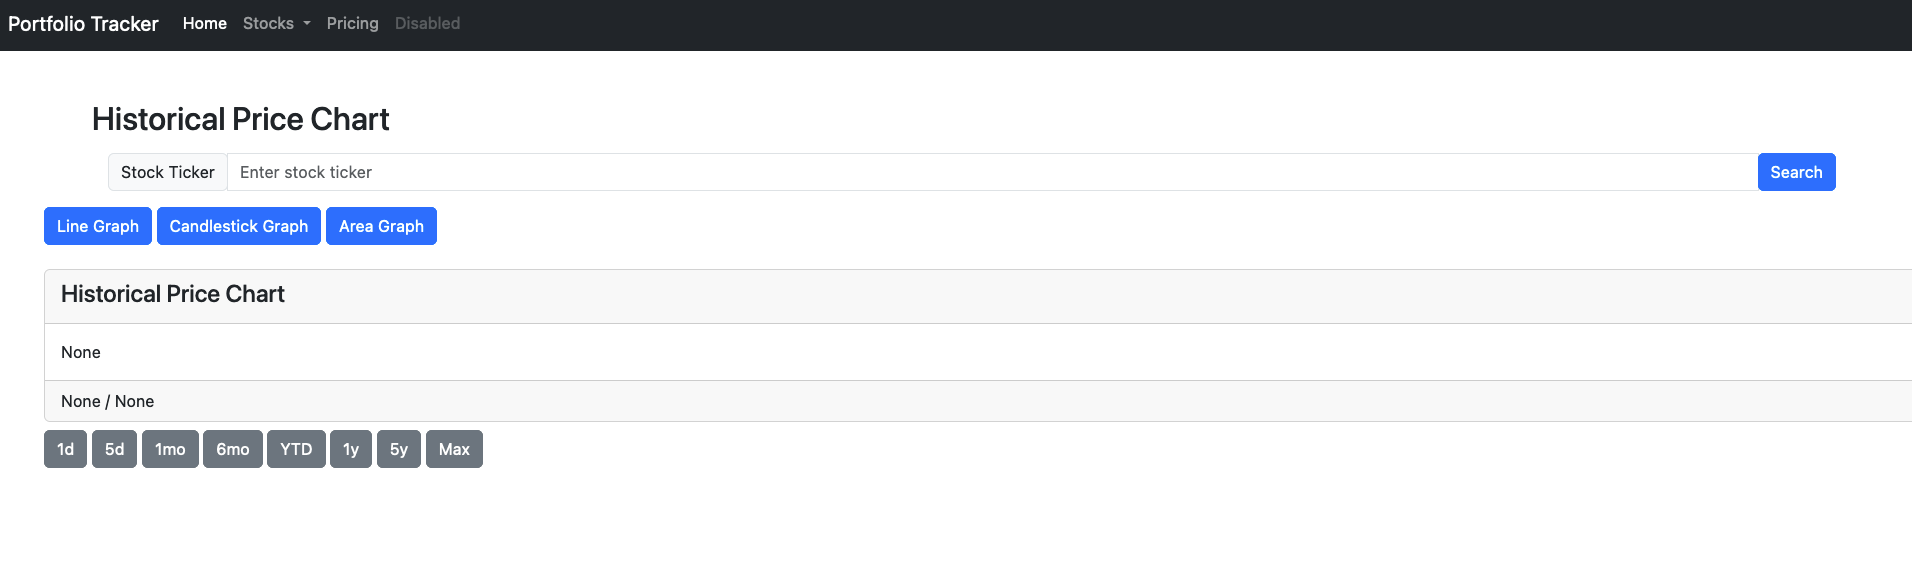 Portfolio Tracker Home Stocks Pricing Disabled
Historical Price Chart
Stock Ticker Enter stock ticker Search
Line Graph Candlestick Graph Area Graph
Historical Price Chart
None
None / None
1d 5d 1mo 6mo YTD 1y 5y Max